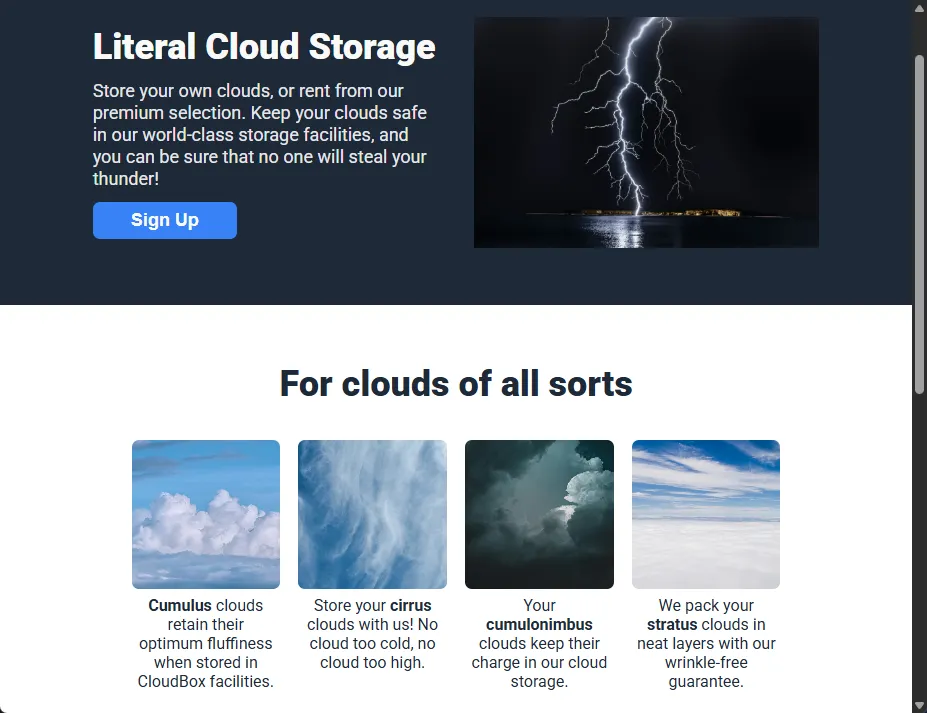 Literal Cloud Storage
Store your own clouds, or rent from our
premium selection. Keep your clouds safe
in our world-class storage facilities, and
you can be sure that no one will steal your
thunder!
Sign Up
For clouds of all sorts
Cumulus clouds
retain their
optimum fluffiness
when stored in
CloudBox facilities.
Store your cirrus
clouds with us! No
cloud too cold, no
cloud too high.
Your
cumulonimbus
clouds keep their
charge in our cloud
storage.
We pack your
stratus clouds in
neat layers with our
wrinkle-free
guarantee.